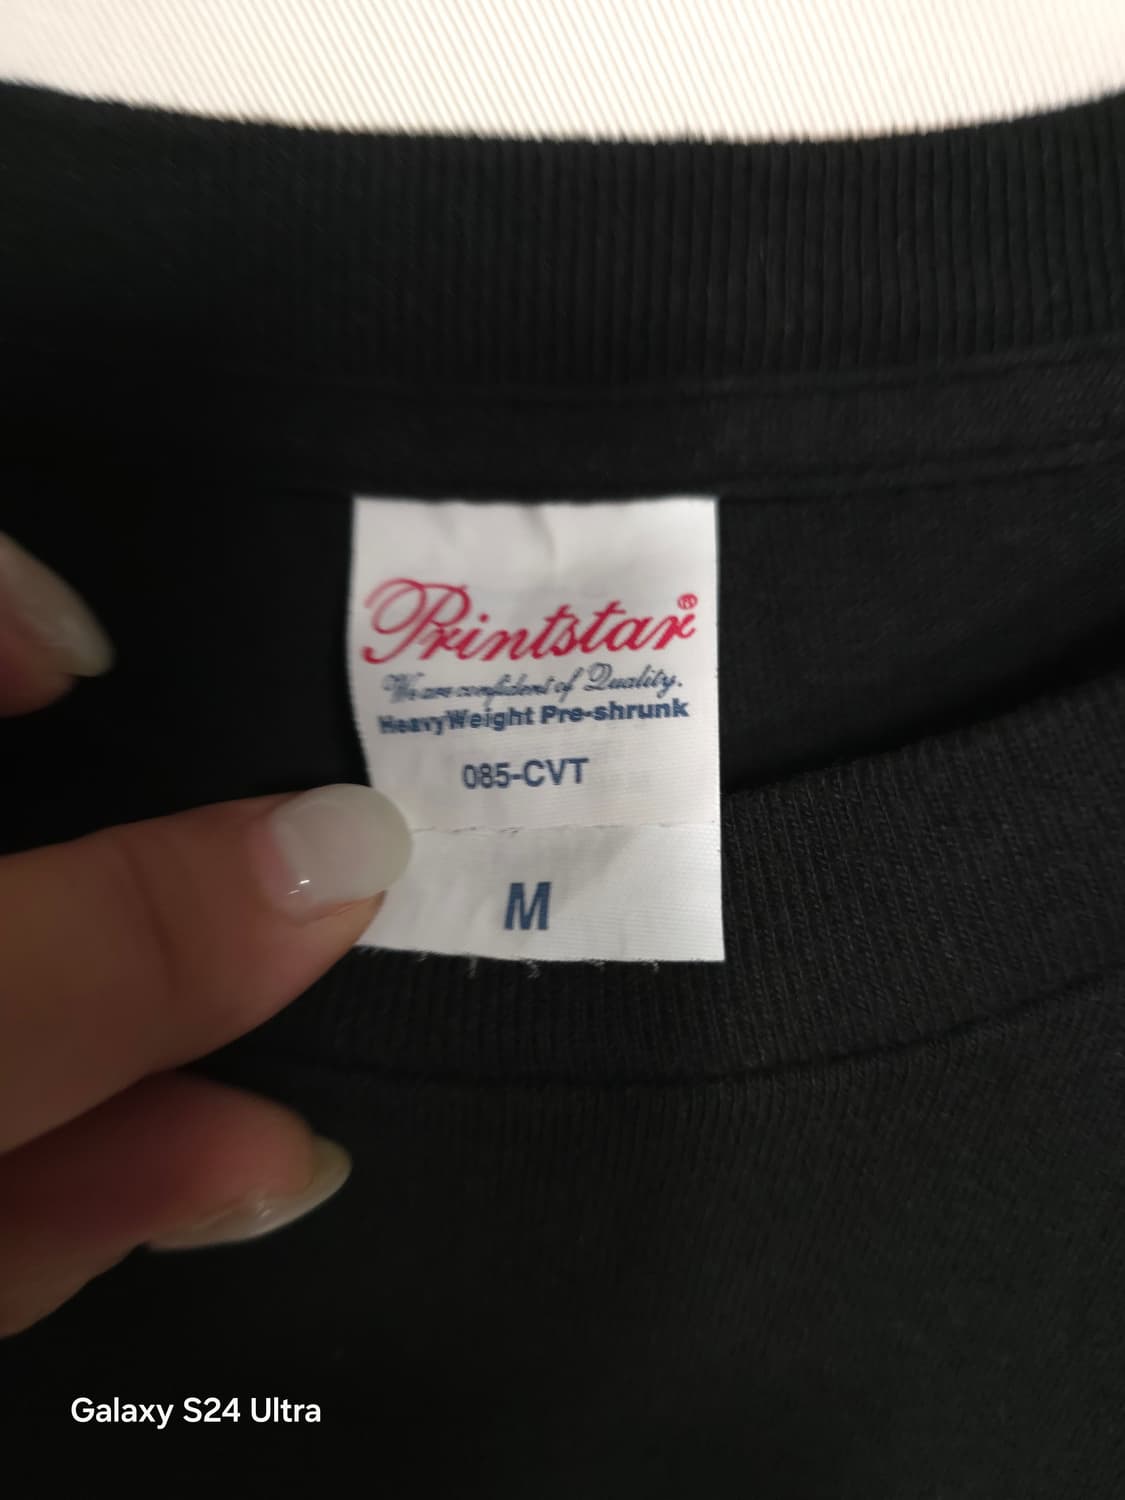 Printstar®
We are confident of Quality.
HeavyWeight Pre-shrunk
085-CVT
M
Galaxy S24 Ultra